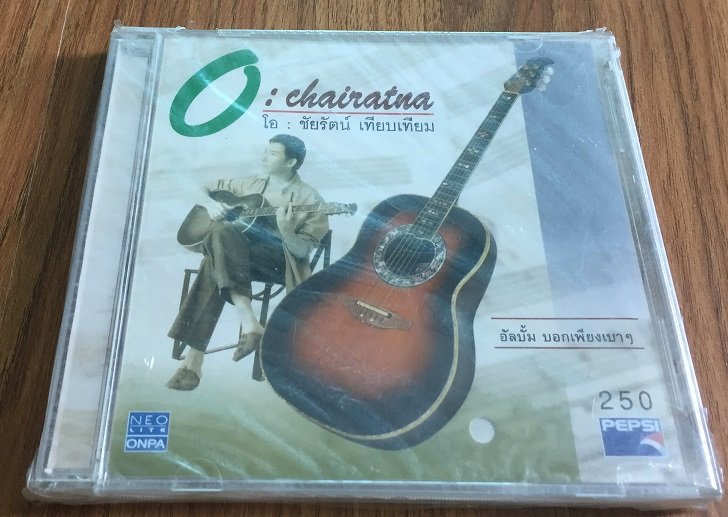 O : chairatna
โอ : ชัยรัตน์ เทียบเทียม
อัลบั้ม บอกเพียงเบาๆ
250
PEPSI
NEO
LITE
ONPA